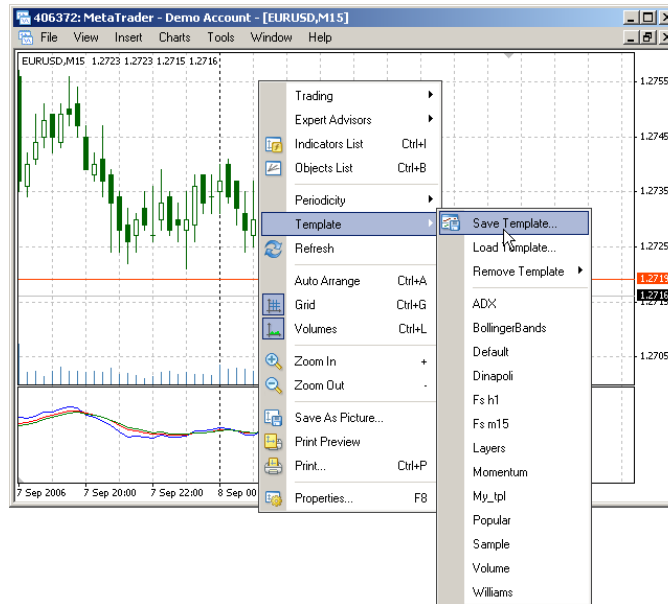 406372: MetaTrader - Demo Account - [EURUSD,M15]
File View Insert Charts Tools Window Help
EURUSD,M15 1.2723 1.2723 1.2715 1.2716
1.2755
1.2745
1.2735
1.2725
1.2719
1.2716
1.2715
1.2705
Trading
Expert Advisors
Indicators List Ctrl+I
Objects List Ctrl+B
Periodicity
Template
Refresh
Auto Arrange Ctrl+A
Grid Ctrl+G
Volumes Ctrl+L
Zoom In +
Zoom Out -
Save As Picture...
Print Preview
Print... Ctrl+P
Properties... F8
Save Template...
Load Template...
Remove Template
ADX
BollingerBands
Default
Dinapoli
Fs h1
Fs m15
Layers
Momentum
My_tpl
Popular
Sample
Volume
Williams
7 Sep 2006 7 Sep 20:00 7 Sep 22:00 8 Sep 00